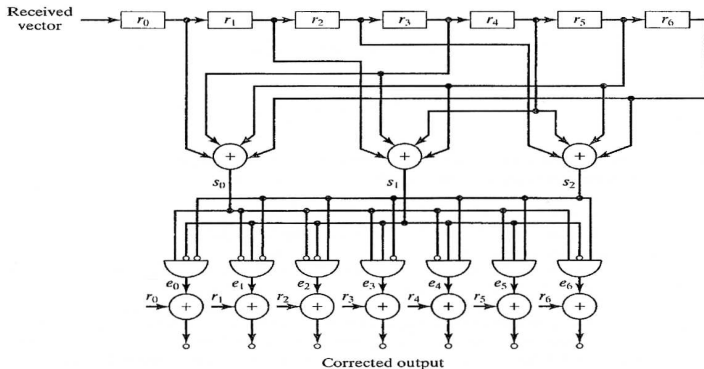 Received
vector
r0 r1 r2 r3 r4 r5 r6
+ + +
s0 s1 s2
e0 e1 e2 e3 e4 e5 e6
r0 r1 r2 r3 r4 r5 r6
+ + + + + + +
Corrected output